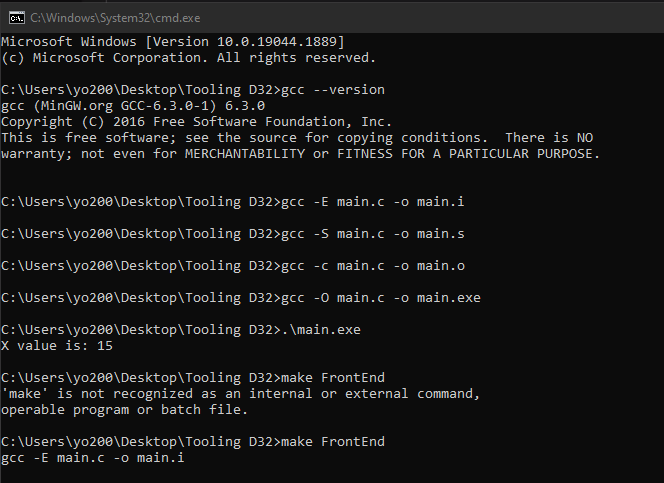 C:\Windows\System32\cmd.exe
Microsoft Windows [Version 10.0.19044.1889]
(c) Microsoft Corporation. All rights reserved.
C:\Users\yo200\Desktop\Tooling D32>gcc --version
gcc (MinGW.org GCC-6.3.0-1) 6.3.0
Copyright (C) 2016 Free Software Foundation, Inc.
This is free software; see the source for copying conditions.  There is NO
warranty; not even for MERCHANTABILITY or FITNESS FOR A PARTICULAR PURPOSE.
C:\Users\yo200\Desktop\Tooling D32>gcc -E main.c -o main.i
C:\Users\yo200\Desktop\Tooling D32>gcc -S main.c -o main.s
C:\Users\yo200\Desktop\Tooling D32>gcc -c main.c -o main.o
C:\Users\yo200\Desktop\Tooling D32>gcc -O main.c -o main.exe
C:\Users\yo200\Desktop\Tooling D32>.\main.exe
X value is: 15
C:\Users\yo200\Desktop\Tooling D32>make FrontEnd
'make' is not recognized as an internal or external command,
operable program or batch file.
C:\Users\yo200\Desktop\Tooling D32>make FrontEnd
gcc -E main.c -o main.i